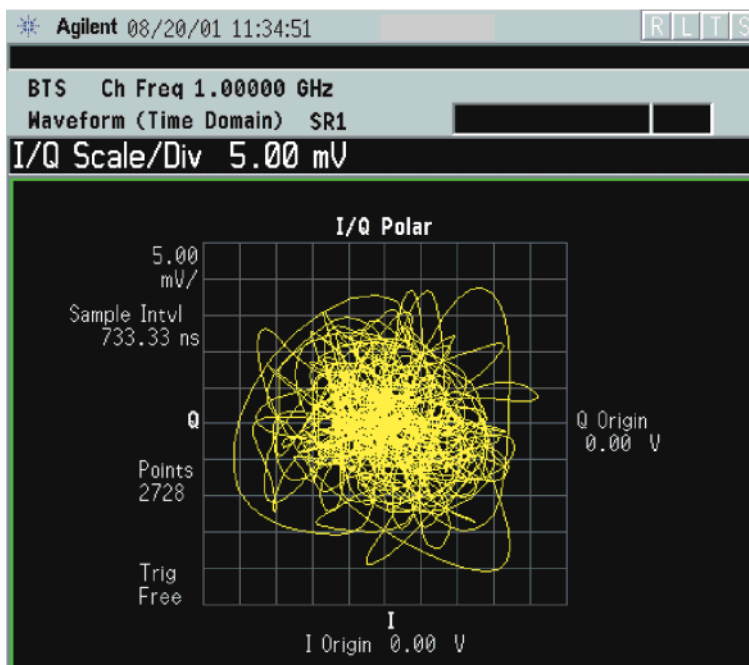 Agilent 08/20/01 11:34:51
R L T S
BTS Ch Freq 1.00000 GHz
Waveform (Time Domain) SR1
I/Q Scale/Div 5.00 mV
I/Q Polar
5.00
mV/
Sample Intvl
733.33 ns
Q
Q Origin
0.00 V
Points
2728
Trig
Free
I
I Origin 0.00 V